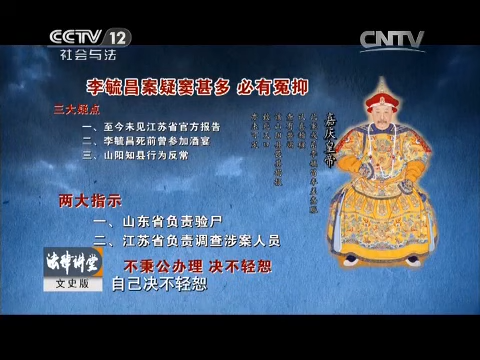 CCTV 12
社会与法
CNTV
李毓昌案疑窦甚多 必有冤抑
三大疑点
一、至今未见江苏省官方报告
二、李毓昌死前曾参加酒宴
三、山阳知县行为反常
嘉庆皇帝
两大指示
一、山东省负责验尸
二、江苏省负责调查涉案人员
法律讲堂
文史版
不秉公办理 决不轻恕
自己决不轻恕